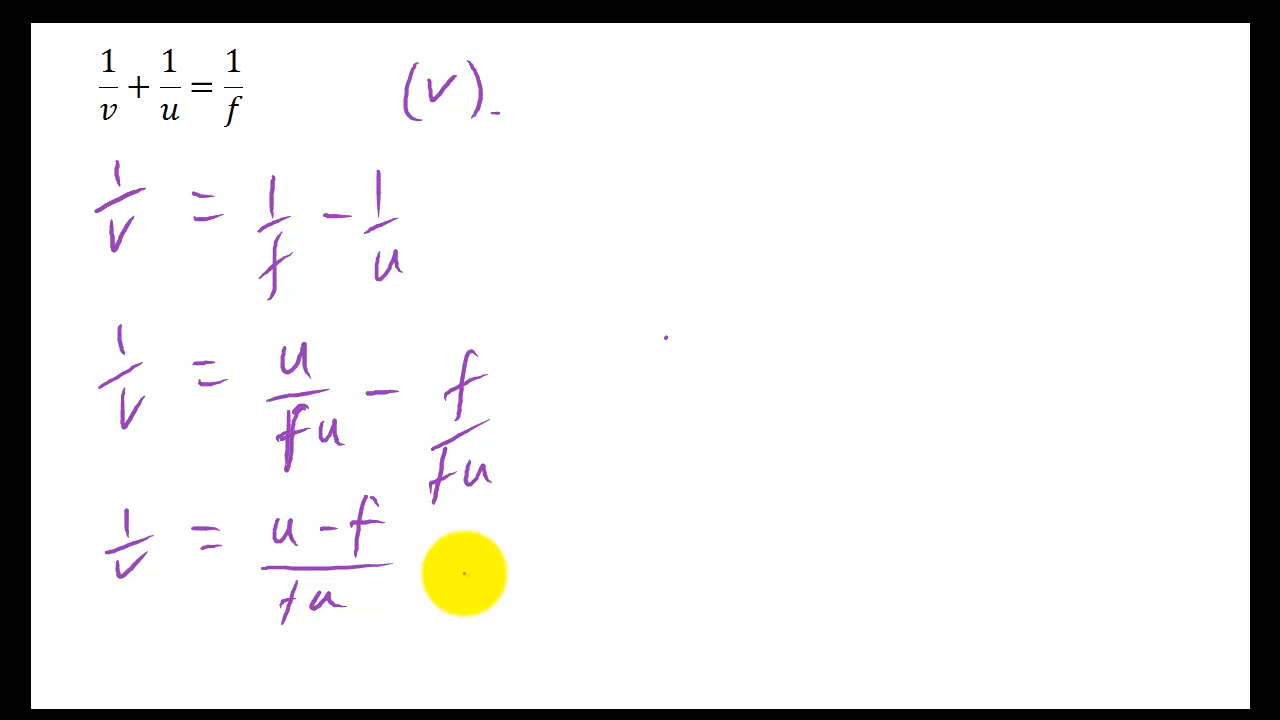 1/v + 1/u = 1/f (v).
1/v = 1/f - 1/u
1/v = u/fu - f/fu
1/v = u - f/fu